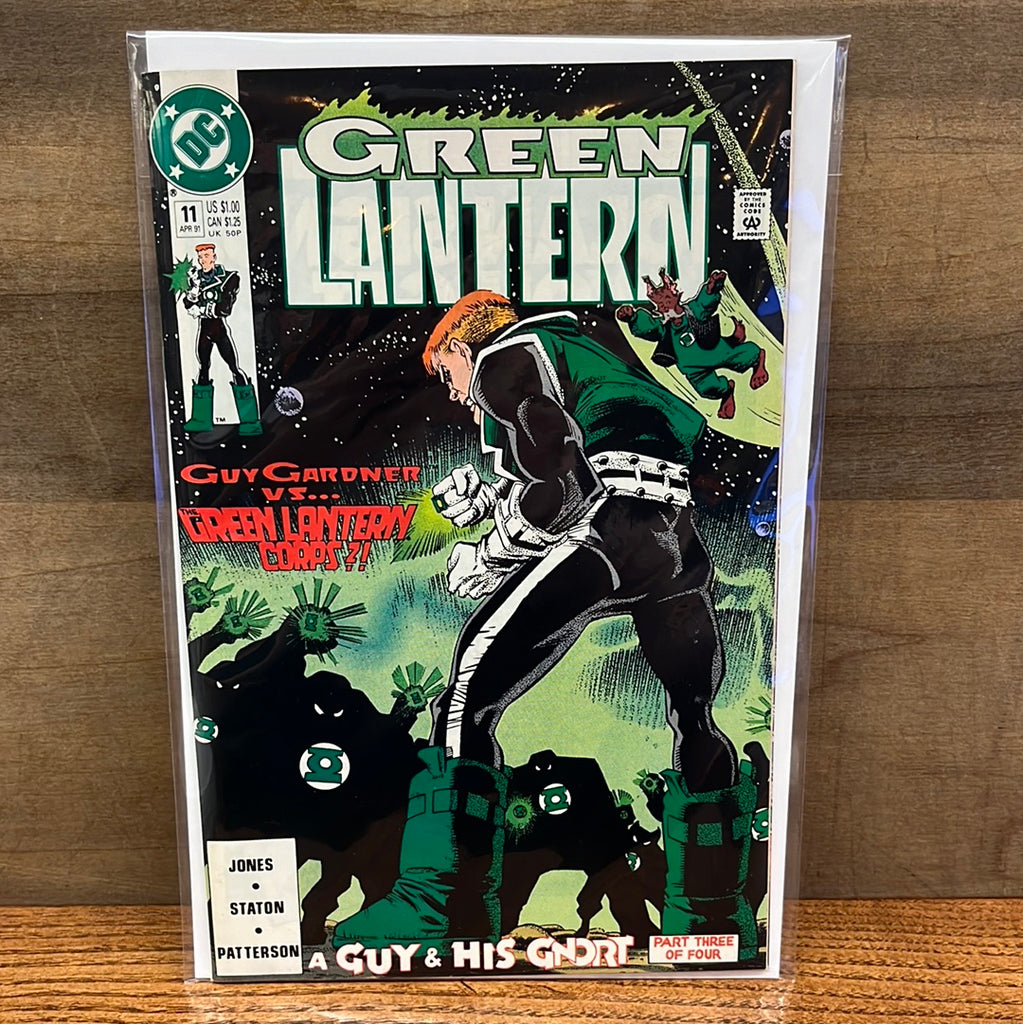 DC
®
11
APR 91
US $1.00
CAN $1.25
UK 50P
GREEN
LANTERN
APPROVED
BY THE
COMICS
CODE
CA
AUTHORITY
TM
GUY GARDNER
VS...
THE
GREEN LANTERN
CORPS?!
JONES
•
STATON
•
PATTERSON
A GUY & HIS GNORT
PART THREE
OF FOUR